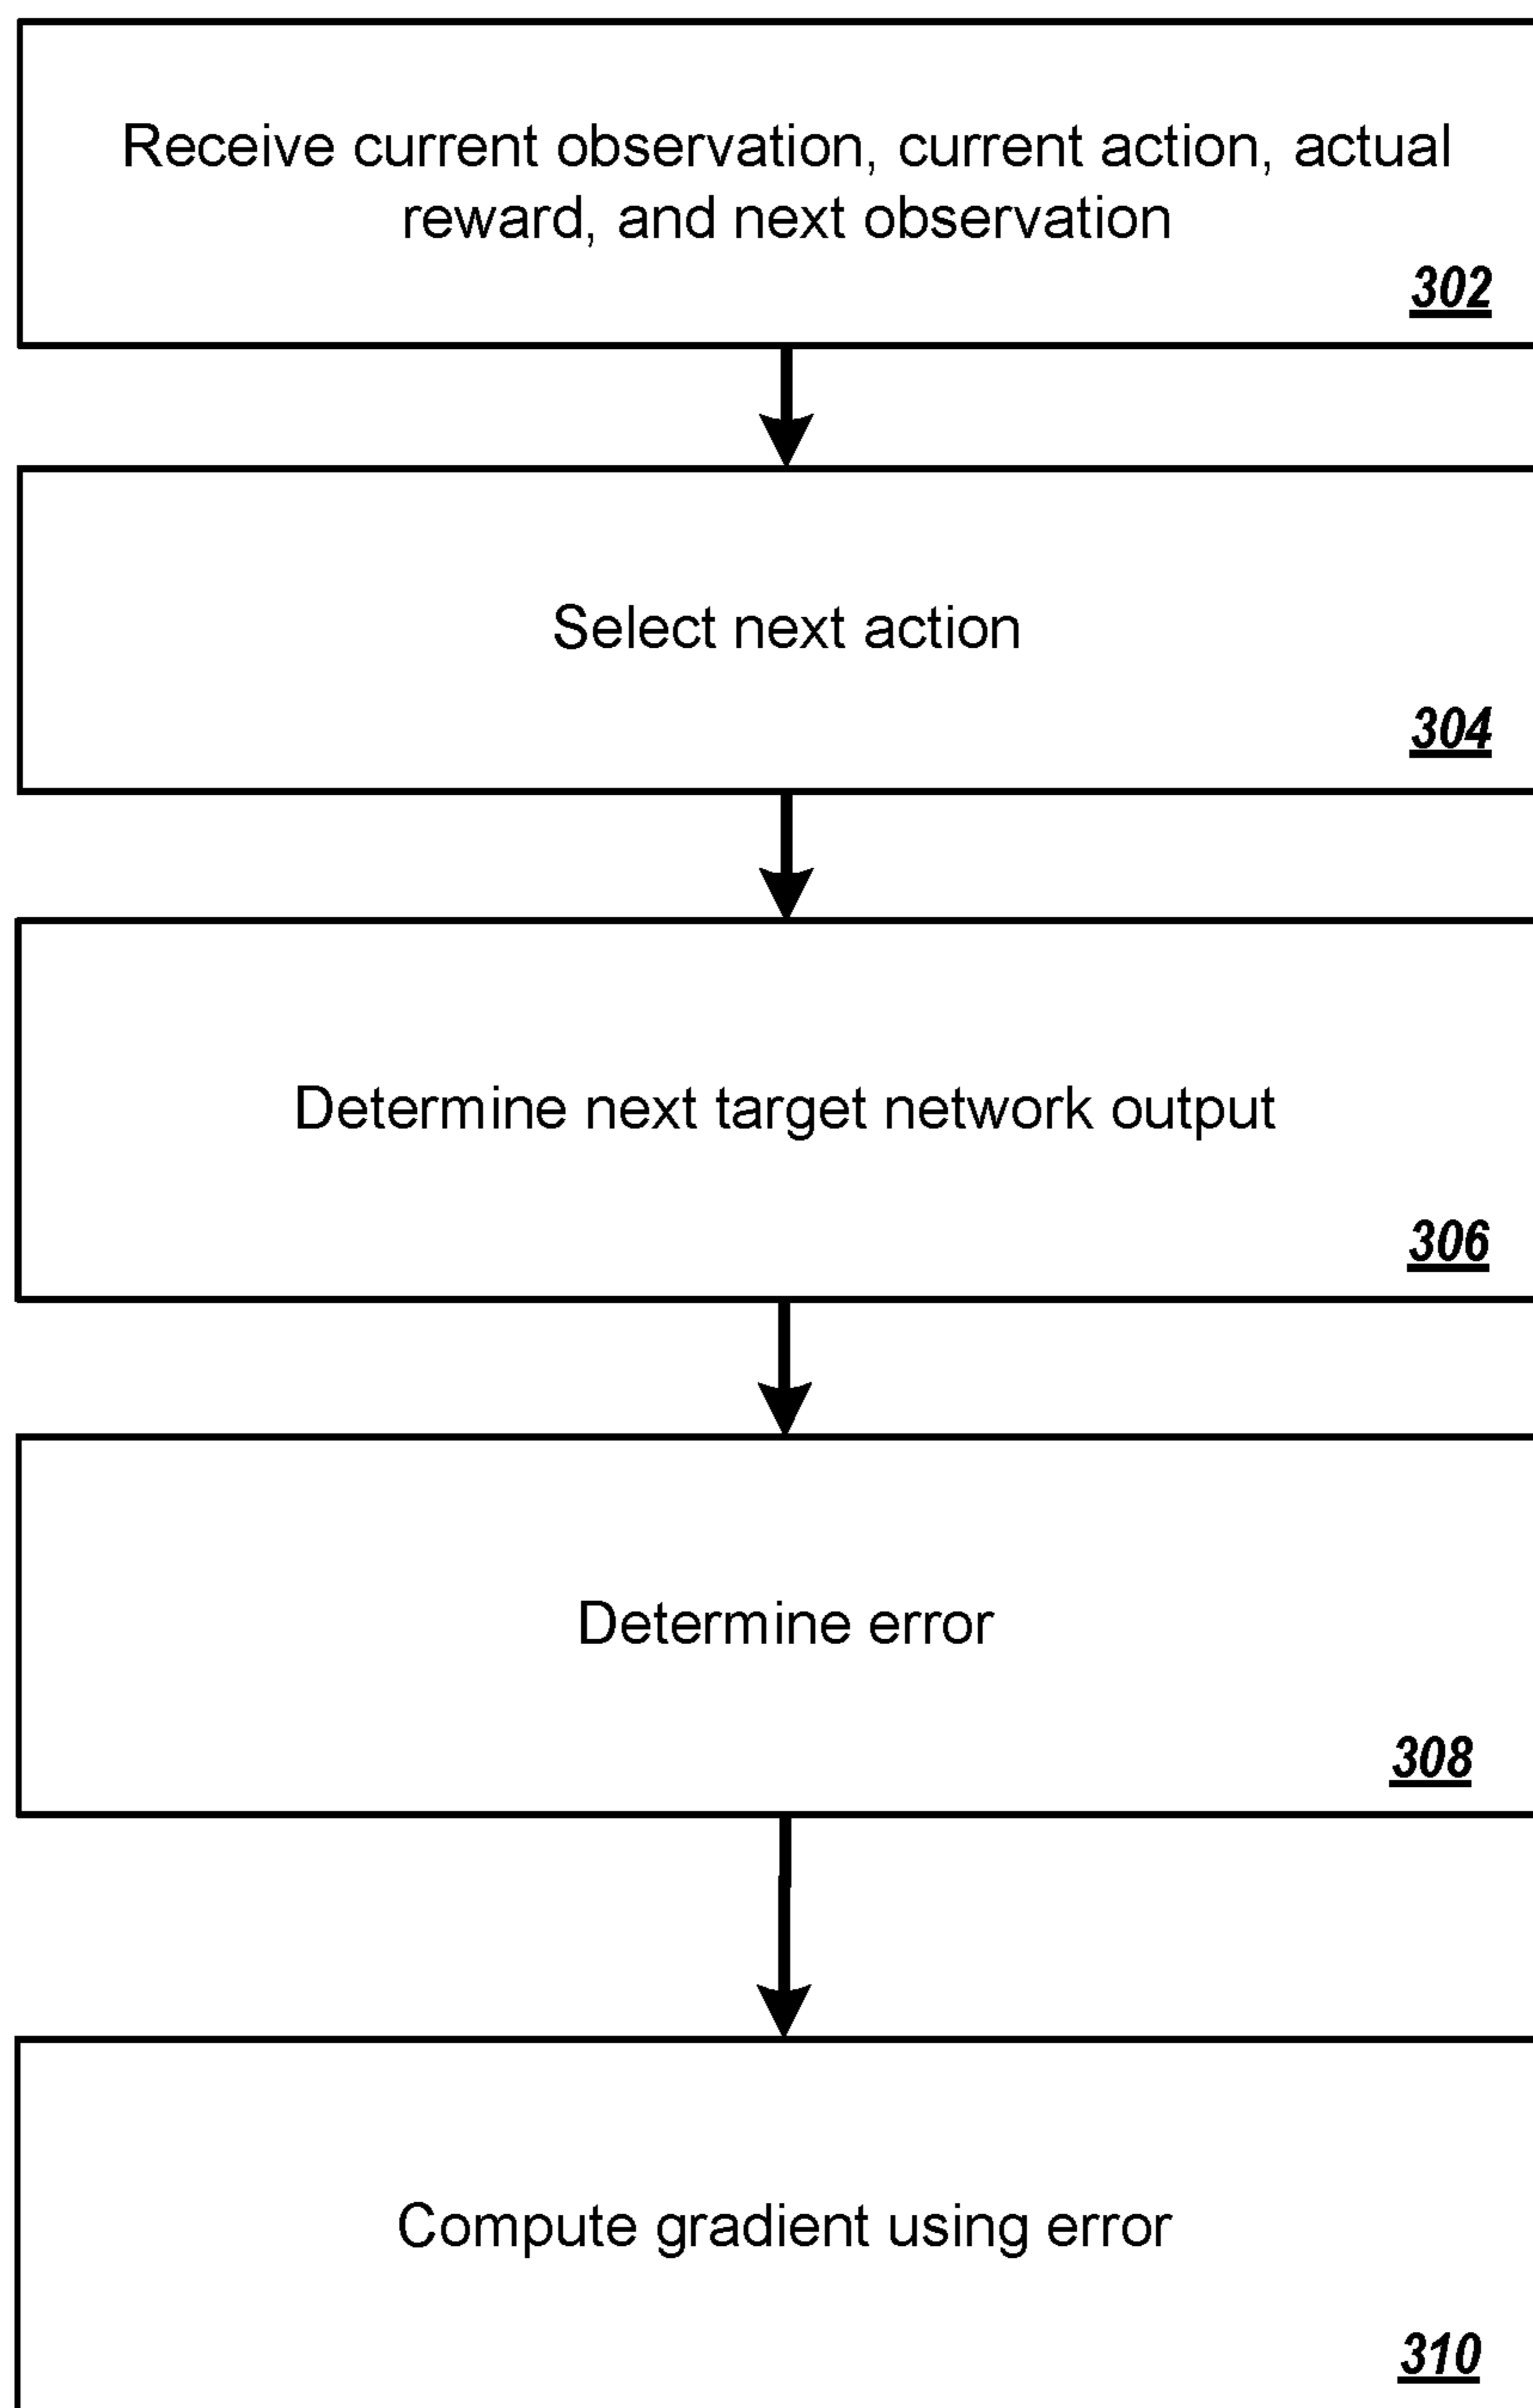 Receive current observation, current action, actual
reward, and next observation
302
Select next action
304
Determine next target network output
306
Determine error
308
Compute gradient using error
310